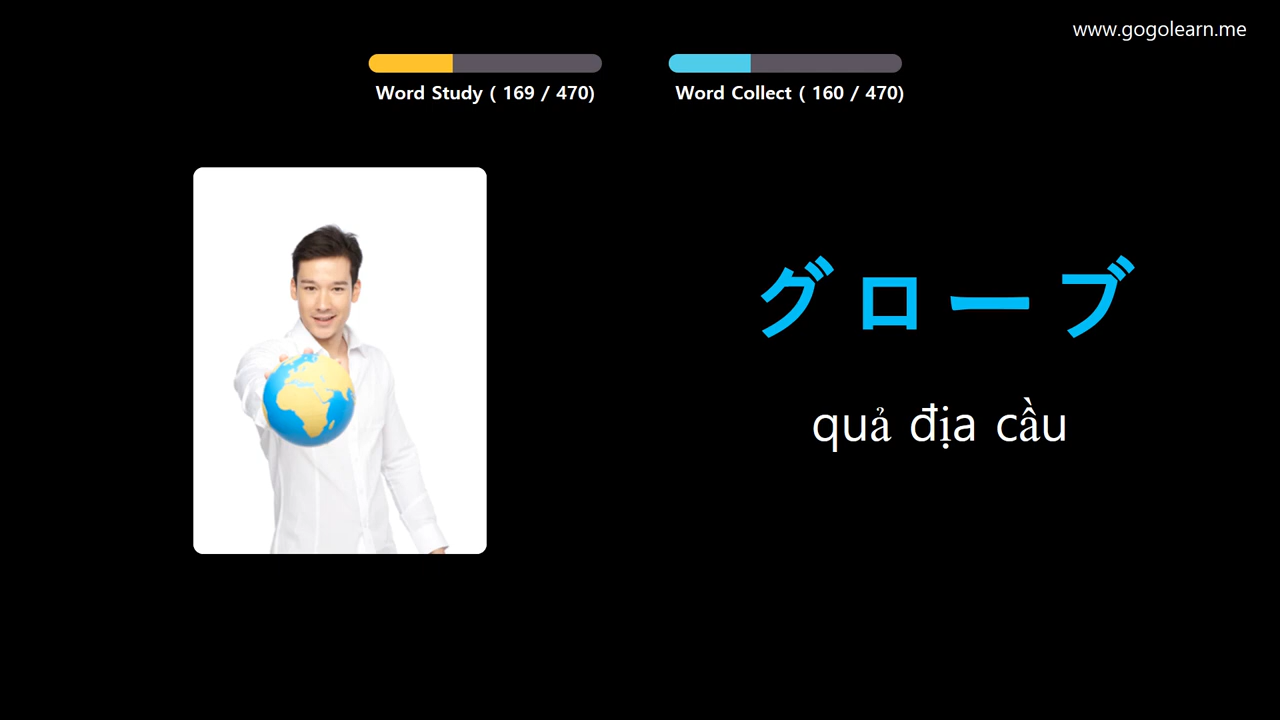 www.gogolearn.me
Word Study ( 169 / 470)
Word Collect ( 160 / 470)
グローブ
quả địa cầu